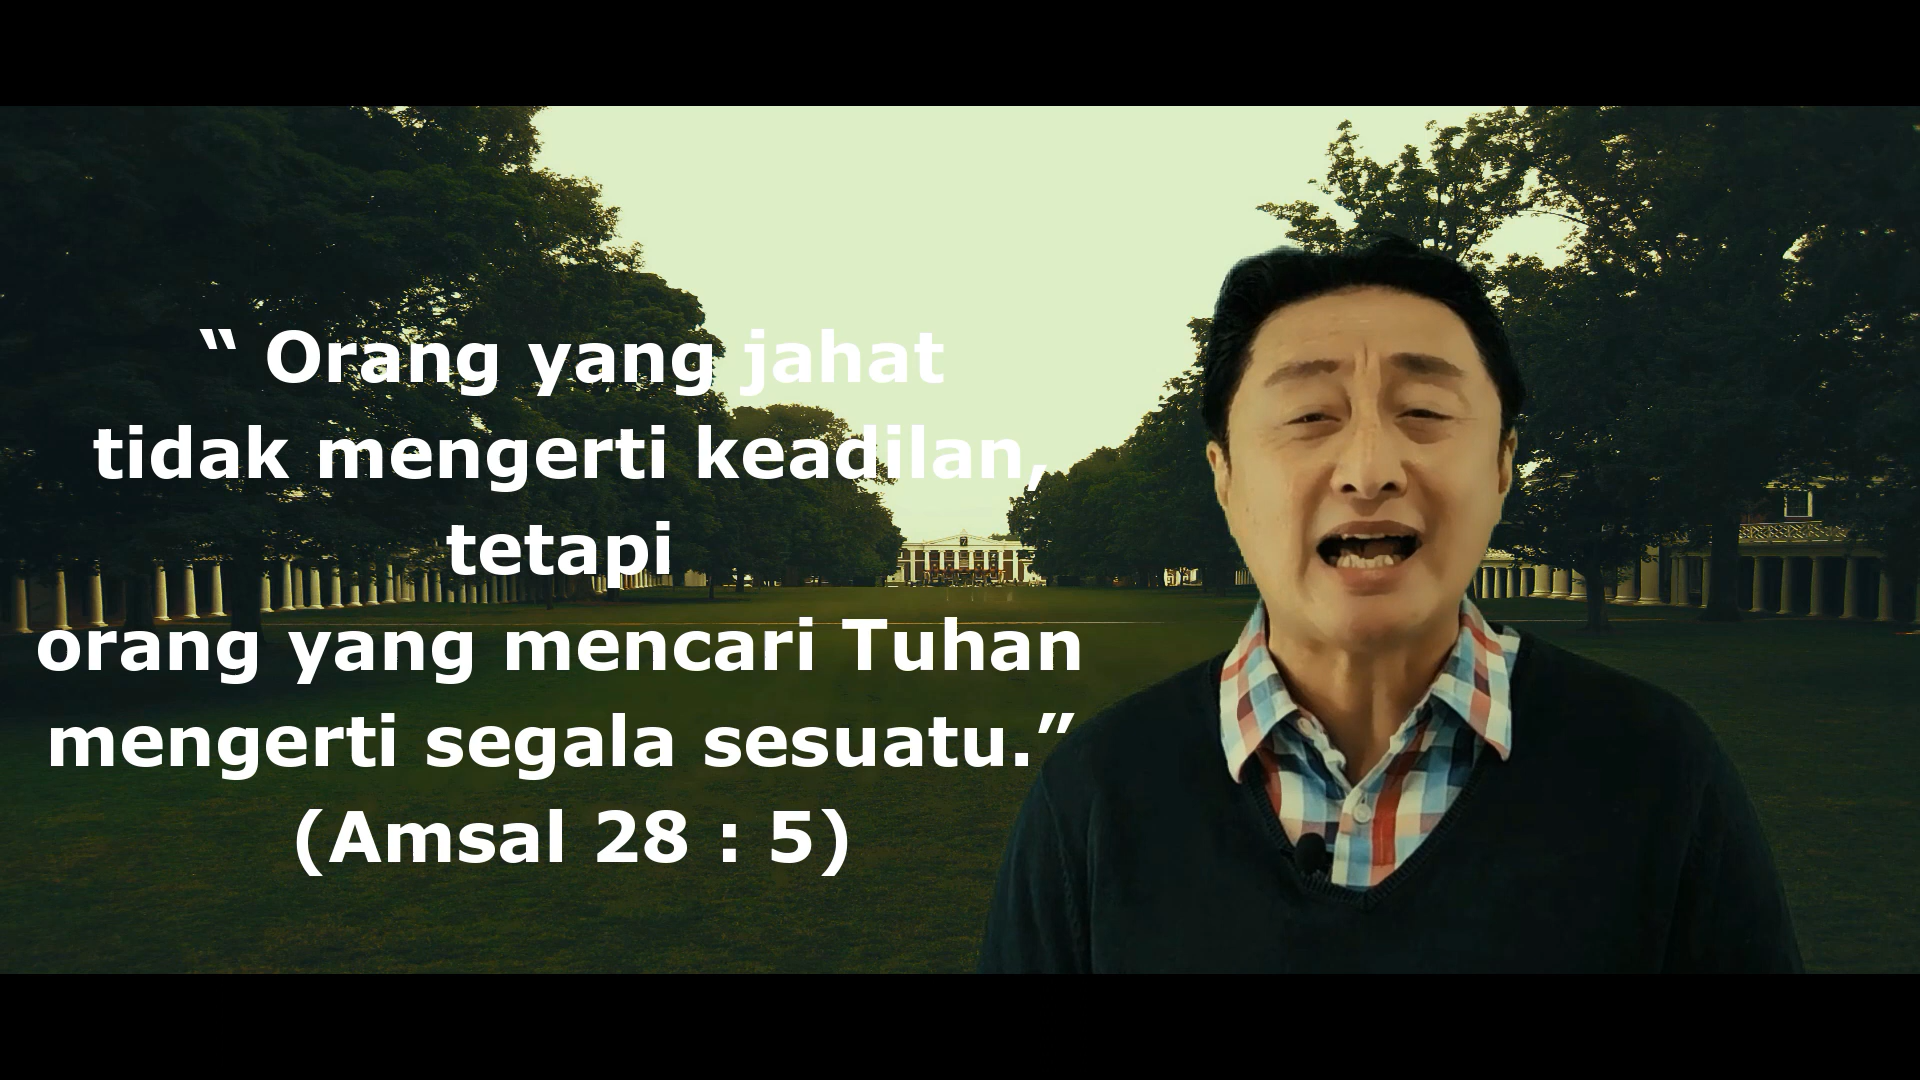 “ Orang yang jahat
tidak mengerti keadilan,
tetapi
orang yang mencari Tuhan
mengerti segala sesuatu.”
(Amsal 28 : 5)